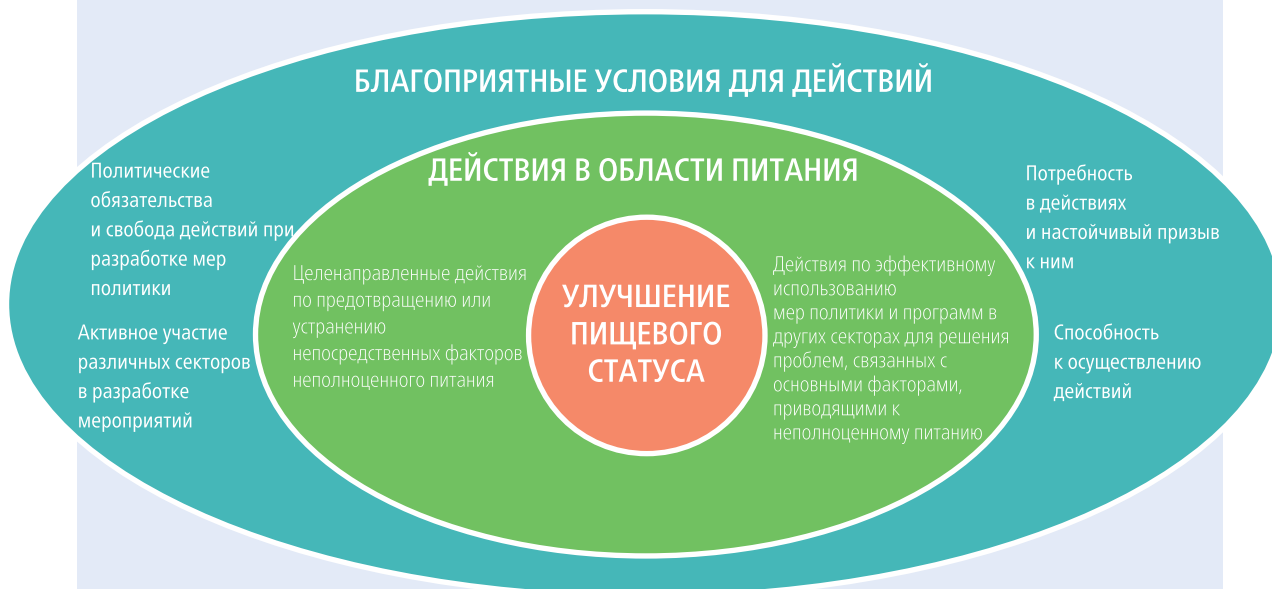 БЛАГОПРИЯТНЫЕ УСЛОВИЯ ДЛЯ ДЕЙСТВИЙ
ДЕЙСТВИЯ В ОБЛАСТИ ПИТАНИЯ
Политические
обязательства
и свобода действий при
разработке мер
политики
Активное участие
различных секторов
в разработке
мероприятий
Целенаправленные действия
по предотвращению или
устранению
непосредственных факторов
неполноценного питания
УЛУЧШЕНИЕ
ПИЩЕВОГО
СТАТУСА
Действия по эффективному
использованию
мер политики и программ в
других секторах для решения
проблем, связанных с
основными факторами,
приводящими к
неполноценному питанию
Потребность
в действиях
и настойчивый призыв
к ним
Способность
к осуществлению
действий